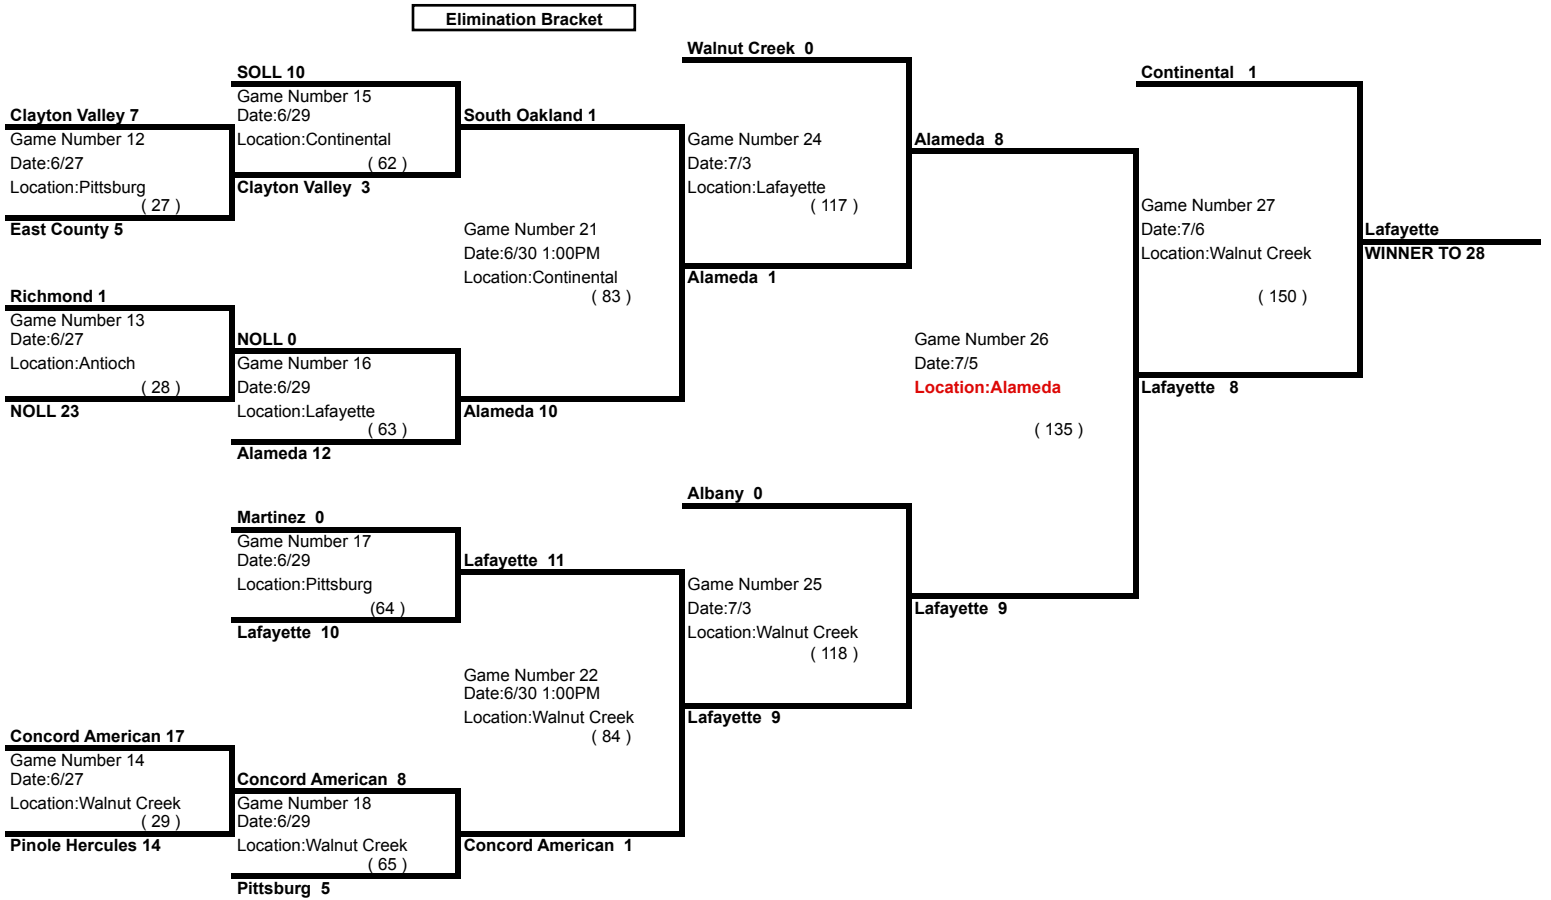 Elimination Bracket
Clayton Valley 7
Game Number 12
Date:6/27
Location:Pittsburg
( 27 )
East County 5
Richmond 1
Game Number 13
Date:6/27
Location:Antioch
( 28 )
NOLL 23
Concord American 17
Game Number 14
Date:6/27
Location:Walnut Creek
( 29 )
Pinole Hercules 14
SOLL 10
Game Number 15
Date:6/29
Location:Continental
( 62 )
Clayton Valley 3
NOLL 0
Game Number 16
Date:6/29
Location:Lafayette
( 63 )
Alameda 12
Martinez 0
Game Number 17
Date:6/29
Location:Pittsburg
(64 )
Lafayette 10
Concord American 8
Game Number 18
Date:6/29
Location:Walnut Creek
( 65 )
Pittsburg 5
South Oakland 1
Game Number 21
Date:6/30 1:00PM
Location:Continental
( 83 )
Alameda 10
Lafayette 11
Game Number 22
Date:6/30 1:00PM
Location:Walnut Creek
( 84 )
Concord American 1
Walnut Creek 0
Game Number 24
Date:7/3
Location:Lafayette
( 117 )
Alameda 1
Albany 0
Game Number 25
Date:7/3
Location:Walnut Creek
( 118 )
Lafayette 9
Alameda 8
Game Number 26
Date:7/5
Location:Alameda
( 135 )
Lafayette 9
Continental 1
Game Number 27
Date:7/6
Location:Walnut Creek
( 150 )
Lafayette 8
Lafayette
WINNER TO 28